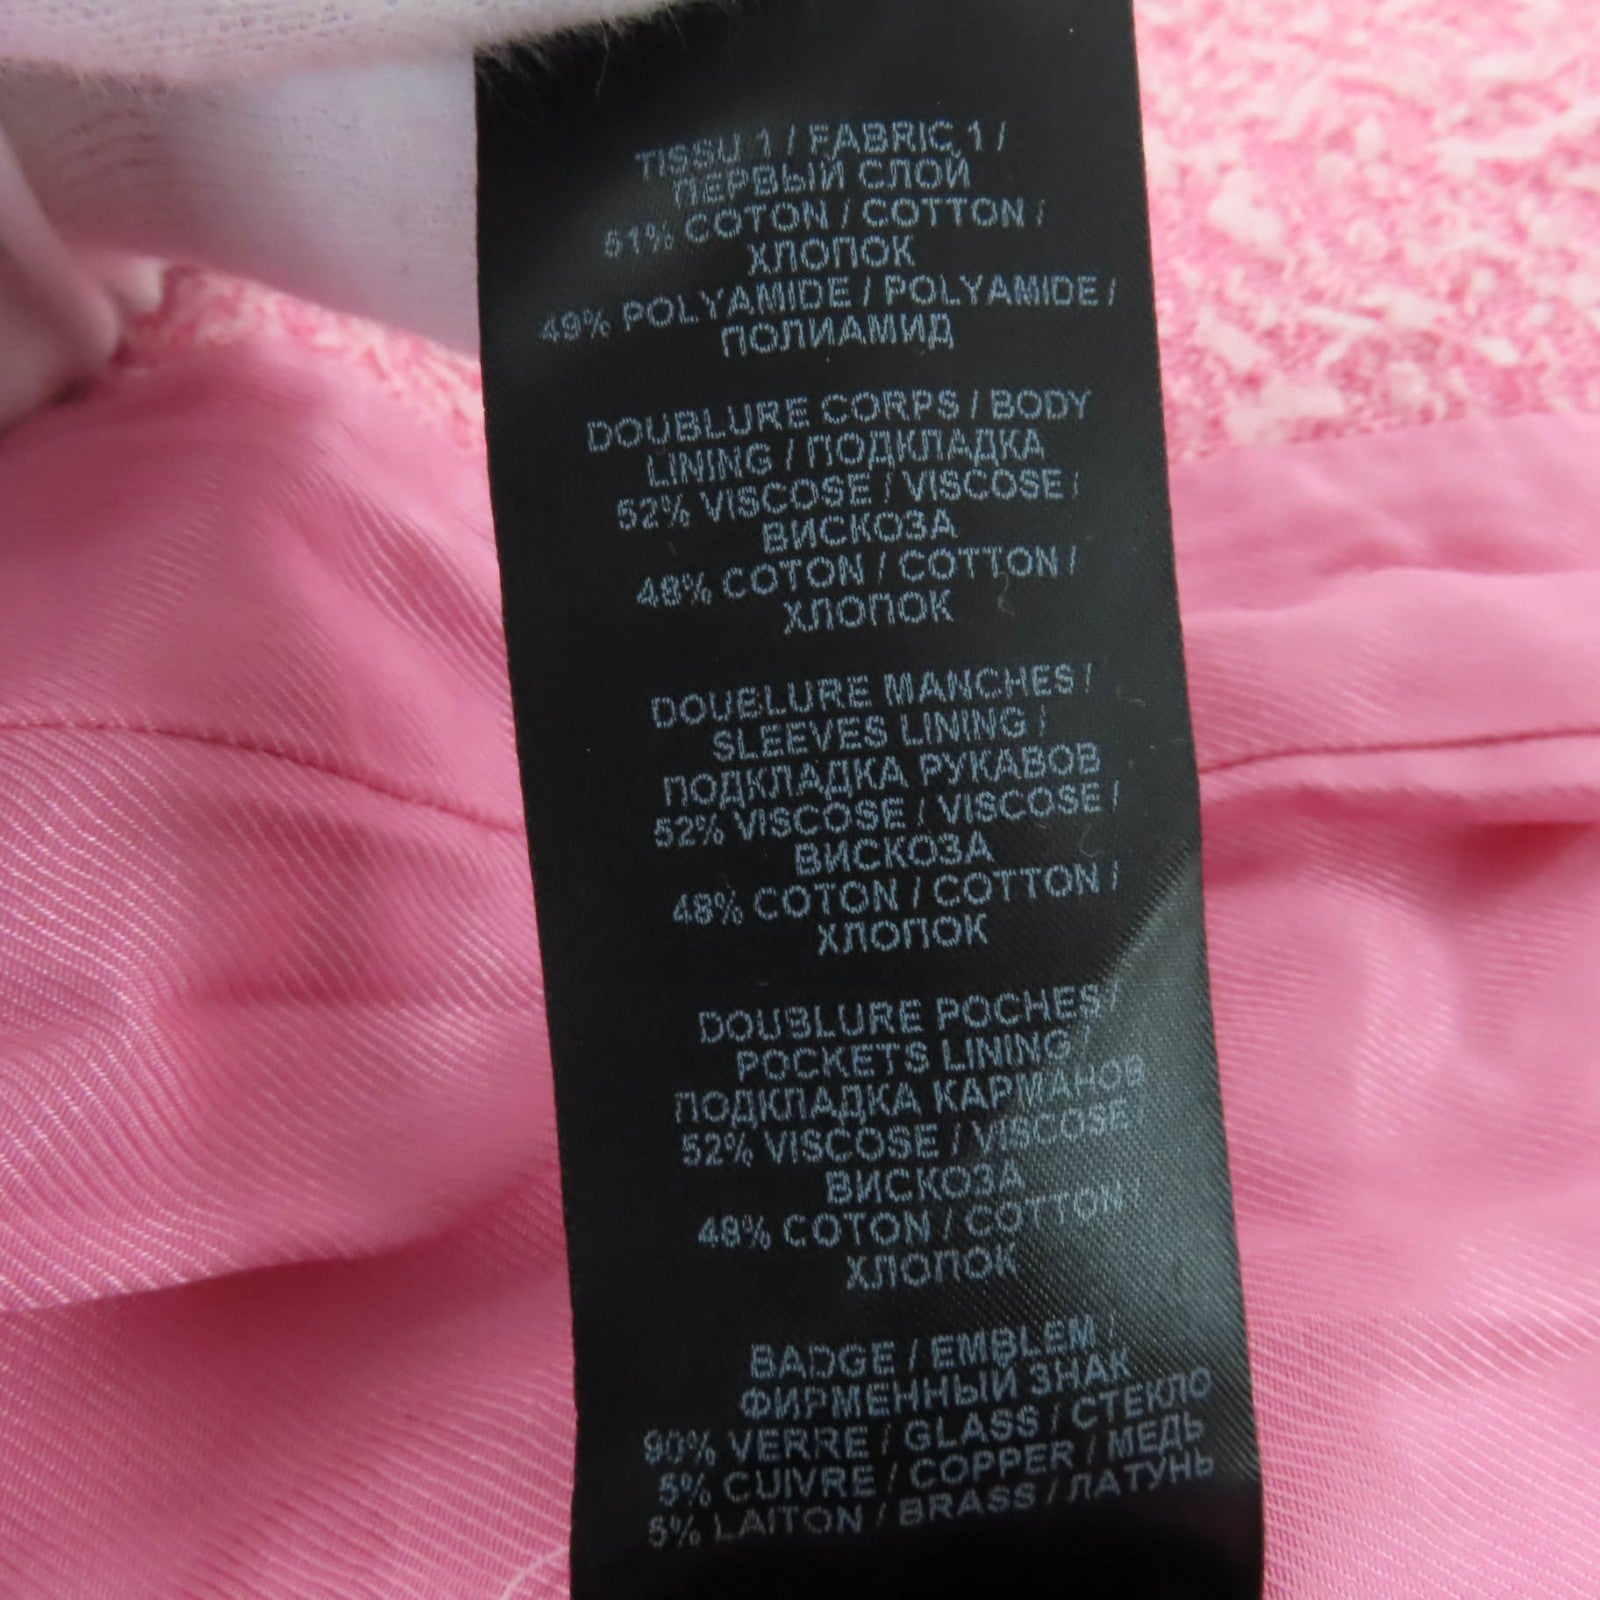 TISSU 1 / FABRIC 1 /
ПЕРВЫЙ СЛОЙ
51% COTON / COTTON /
ХЛОПОК
49% POLYAMIDE / POLYAMIDE /
ПОЛИАМИД
DOUBLURE CORPS / BODY
LINING / ПОДКЛАДКА
52% VISCOSE / VISCOSE /
ВИСКОЗА
48% COTON / COTTON /
ХЛОПОК
DOUBLURE MANCHES /
SLEEVES LINING /
ПОДКЛАДКА РУКАВОВ
52% VISCOSE / VISCOSE /
ВИСКОЗА
48% COTON / COTTON /
ХЛОПОК
DOUBLURE POCHES /
POCKETS LINING /
ПОДКЛАДКА КАРМАНОВ
52% VISCOSE / VISCOSE /
ВИСКОЗА
48% COTON / COTTON /
ХЛОПОК
BADGE / EMBLEM /
ФИРМЕННЫЙ ЗНАК
90% VERRE / GLASS / СТЕКЛО
5% CUIVRE / COPPER / МЕДЬ
5% LAITON / BRASS / ЛАТУНЬ